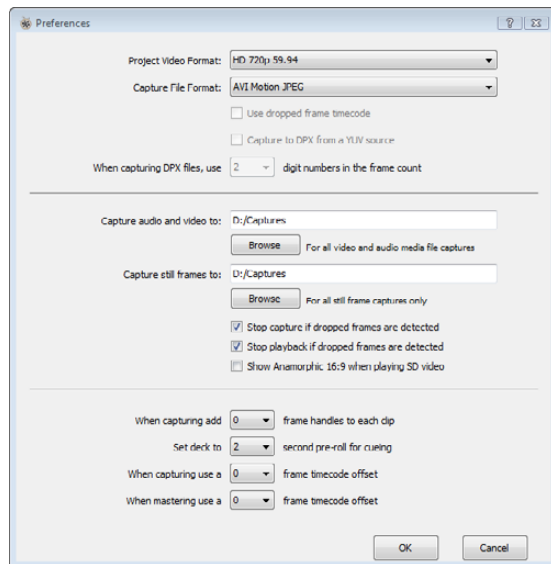 Preferences
Project Video Format: HD 720p 59.94
Capture File Format: AVI Motion JPEG
Use dropped frame timecode
Capture to DPX from a YUV source
When capturing DPX files, use 2 digit numbers in the frame count
Capture audio and video to: D:/Captures
Browse For all video and audio media file captures
Capture still frames to: D:/Captures
Browse For all still frame captures only
Stop capture if dropped frames are detected
Stop playback if dropped frames are detected
Show Anamorphic 16:9 when playing SD video
When capturing add 0 frame handles to each clip
Set deck to 2 second pre-roll for cueing
When capturing use a 0 frame timecode offset
When mastering use a 0 frame timecode offset
OK Cancel